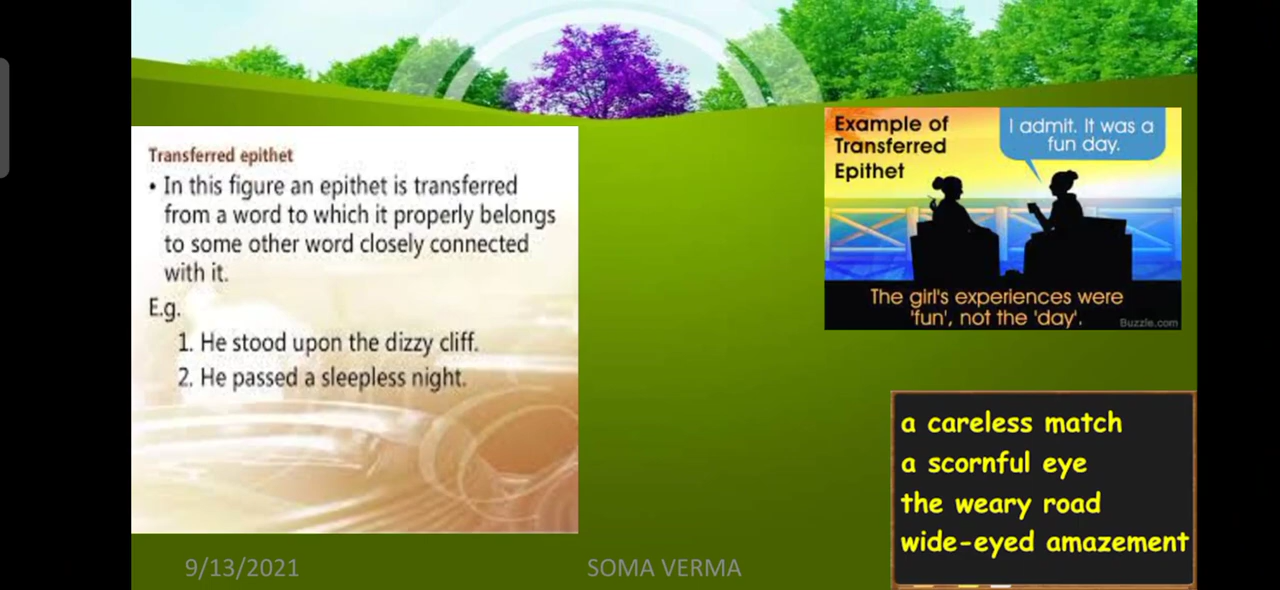 Transferred epithet
• In this figure an epithet is transferred
from a word to which it properly belongs
to some other word closely connected
with it.
E.g.
1. He stood upon the dizzy cliff.
2. He passed a sleepless night.
Example of
Transferred
Epithet
I admit. It was a
fun day.
The girl's experiences were
'fun', not the 'day'.
Buzzle.com
a careless match
a scornful eye
the weary road
wide-eyed amazement
9/13/2021
SOMA VERMA